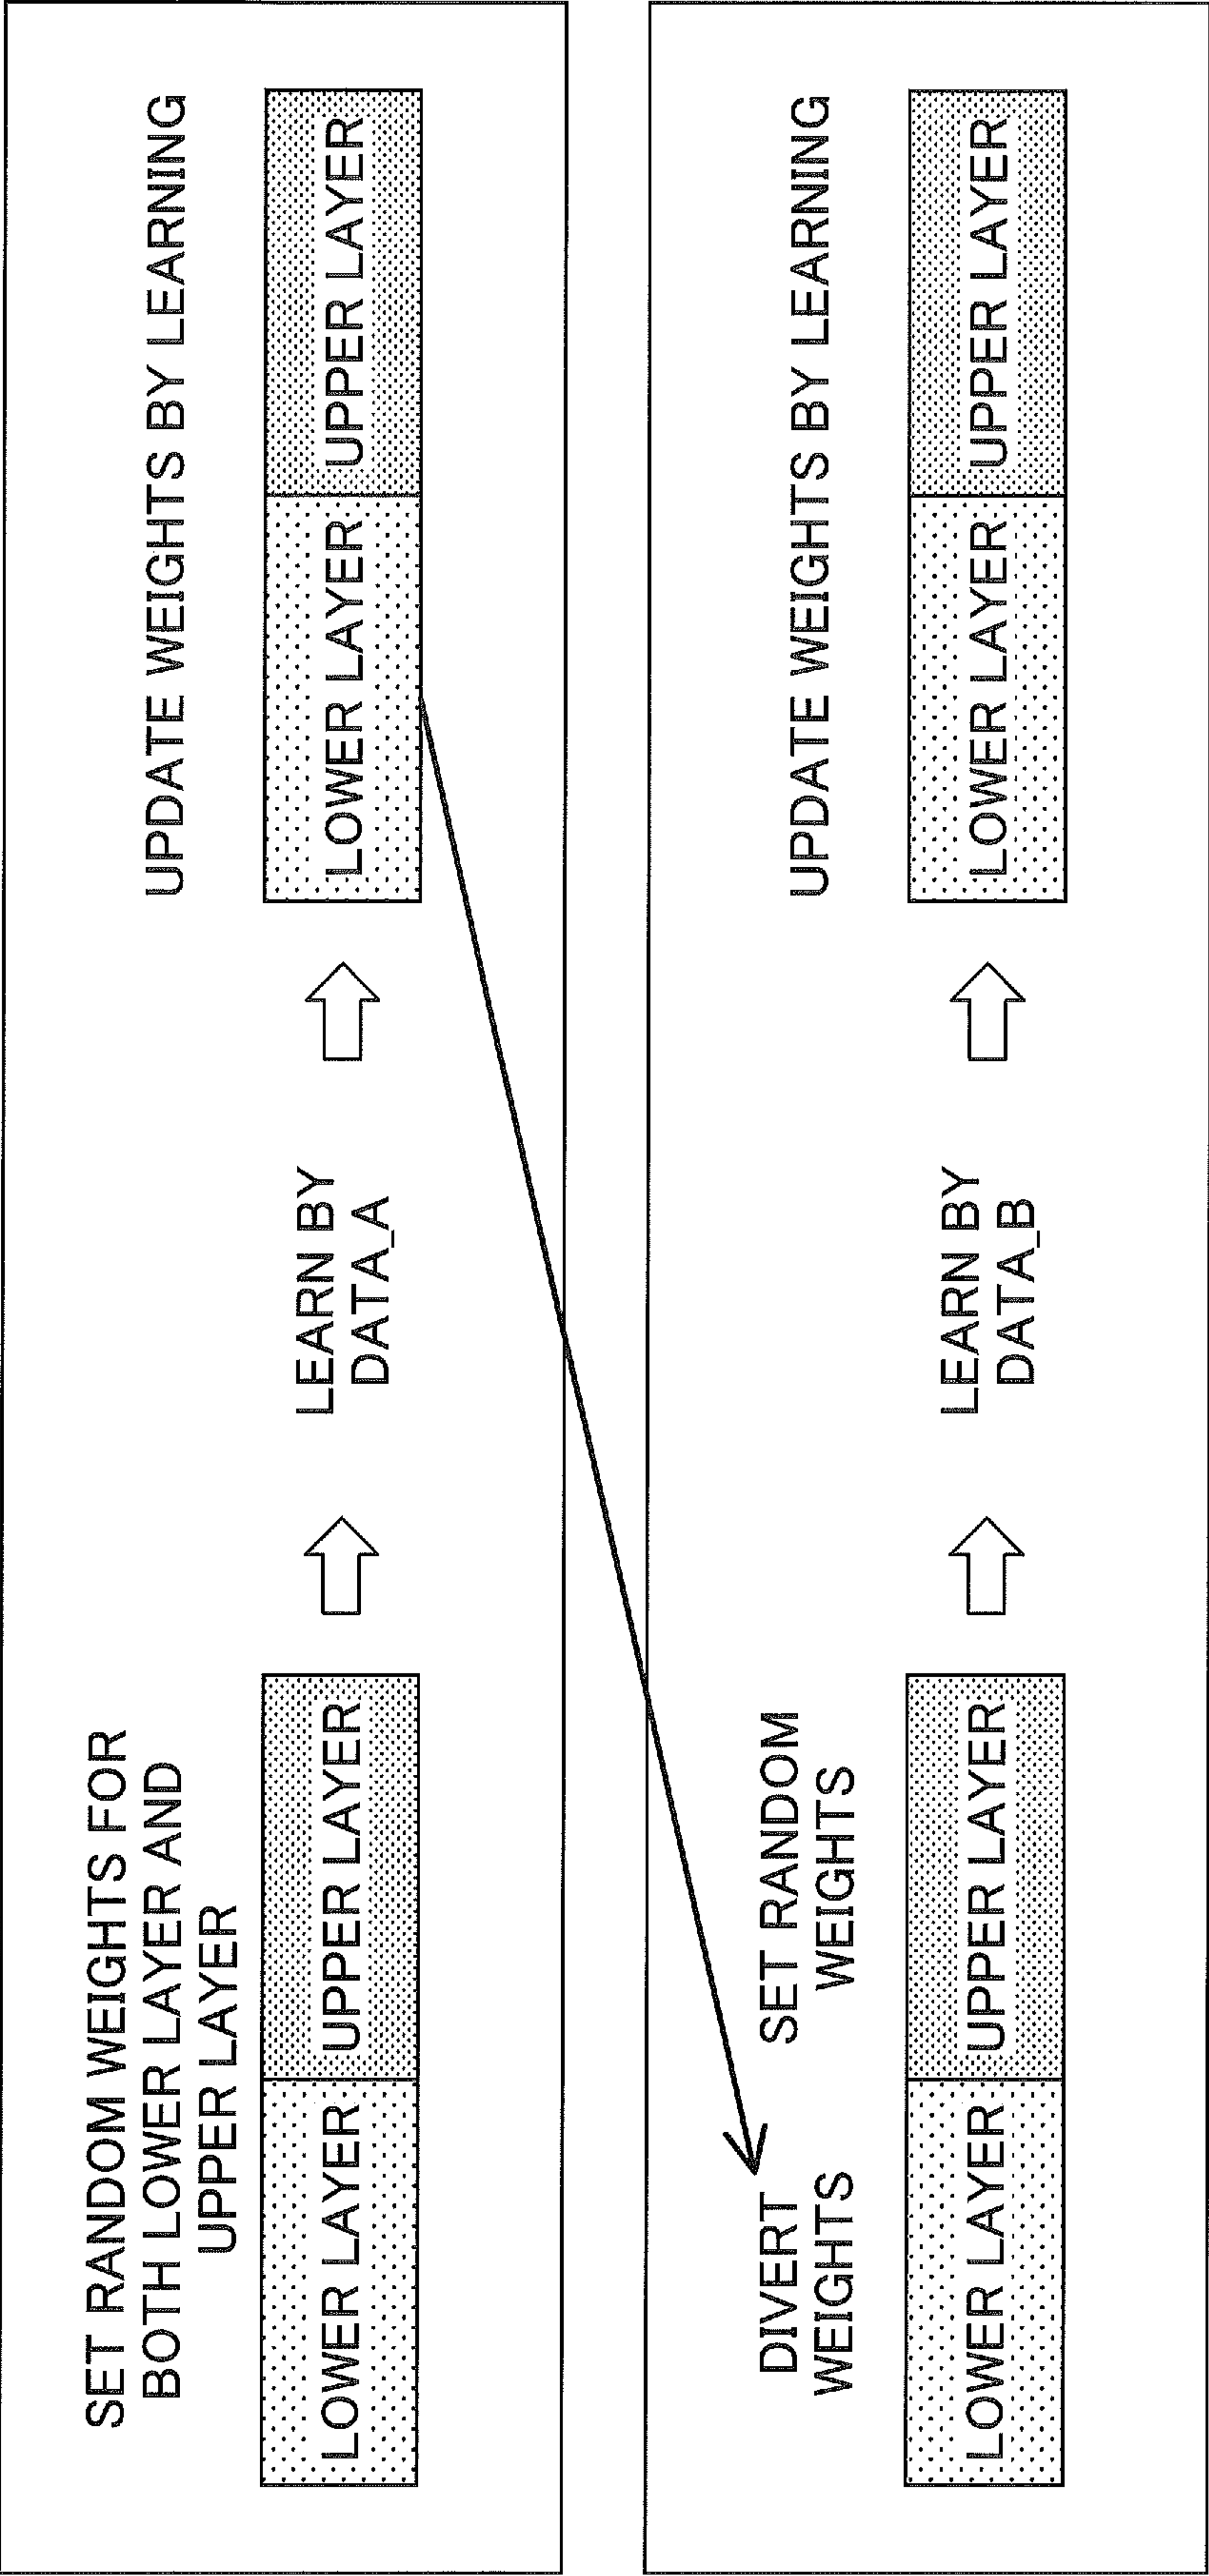 SET RANDOM WEIGHTS FOR
BOTH LOWER LAYER AND
UPPER LAYER
LOWER LAYER
UPPER LAYER
LEARN BY
DATA_A
UPDATE WEIGHTS BY LEARNING
LOWER LAYER
UPPER LAYER
DIVERT
WEIGHTS
SET RANDOM
WEIGHTS
LOWER LAYER
UPPER LAYER
LEARN BY
DATA_B
UPDATE WEIGHTS BY LEARNING
LOWER LAYER
UPPER LAYER